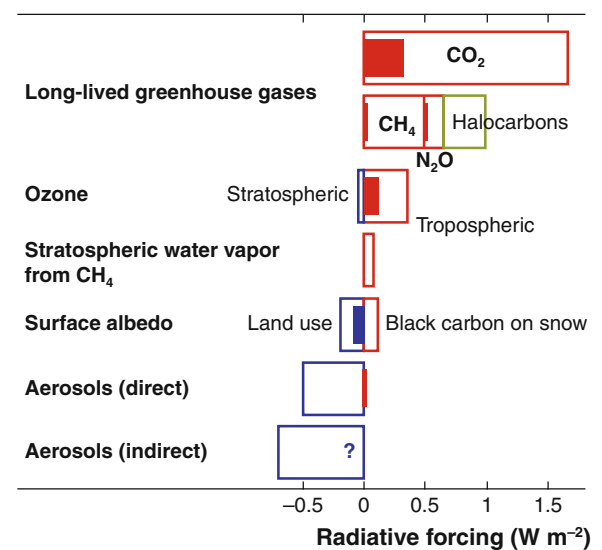 CO₂
Long-lived greenhouse gases
CH₄ Halocarbons
N₂O
Ozone Stratospheric
Tropospheric
Stratospheric water vapor
from CH₄
Surface albedo Land use Black carbon on snow
Aerosols (direct)
Aerosols (indirect) ?
−0.5 0 0.5 1 1.5
Radiative forcing (W m⁻²)